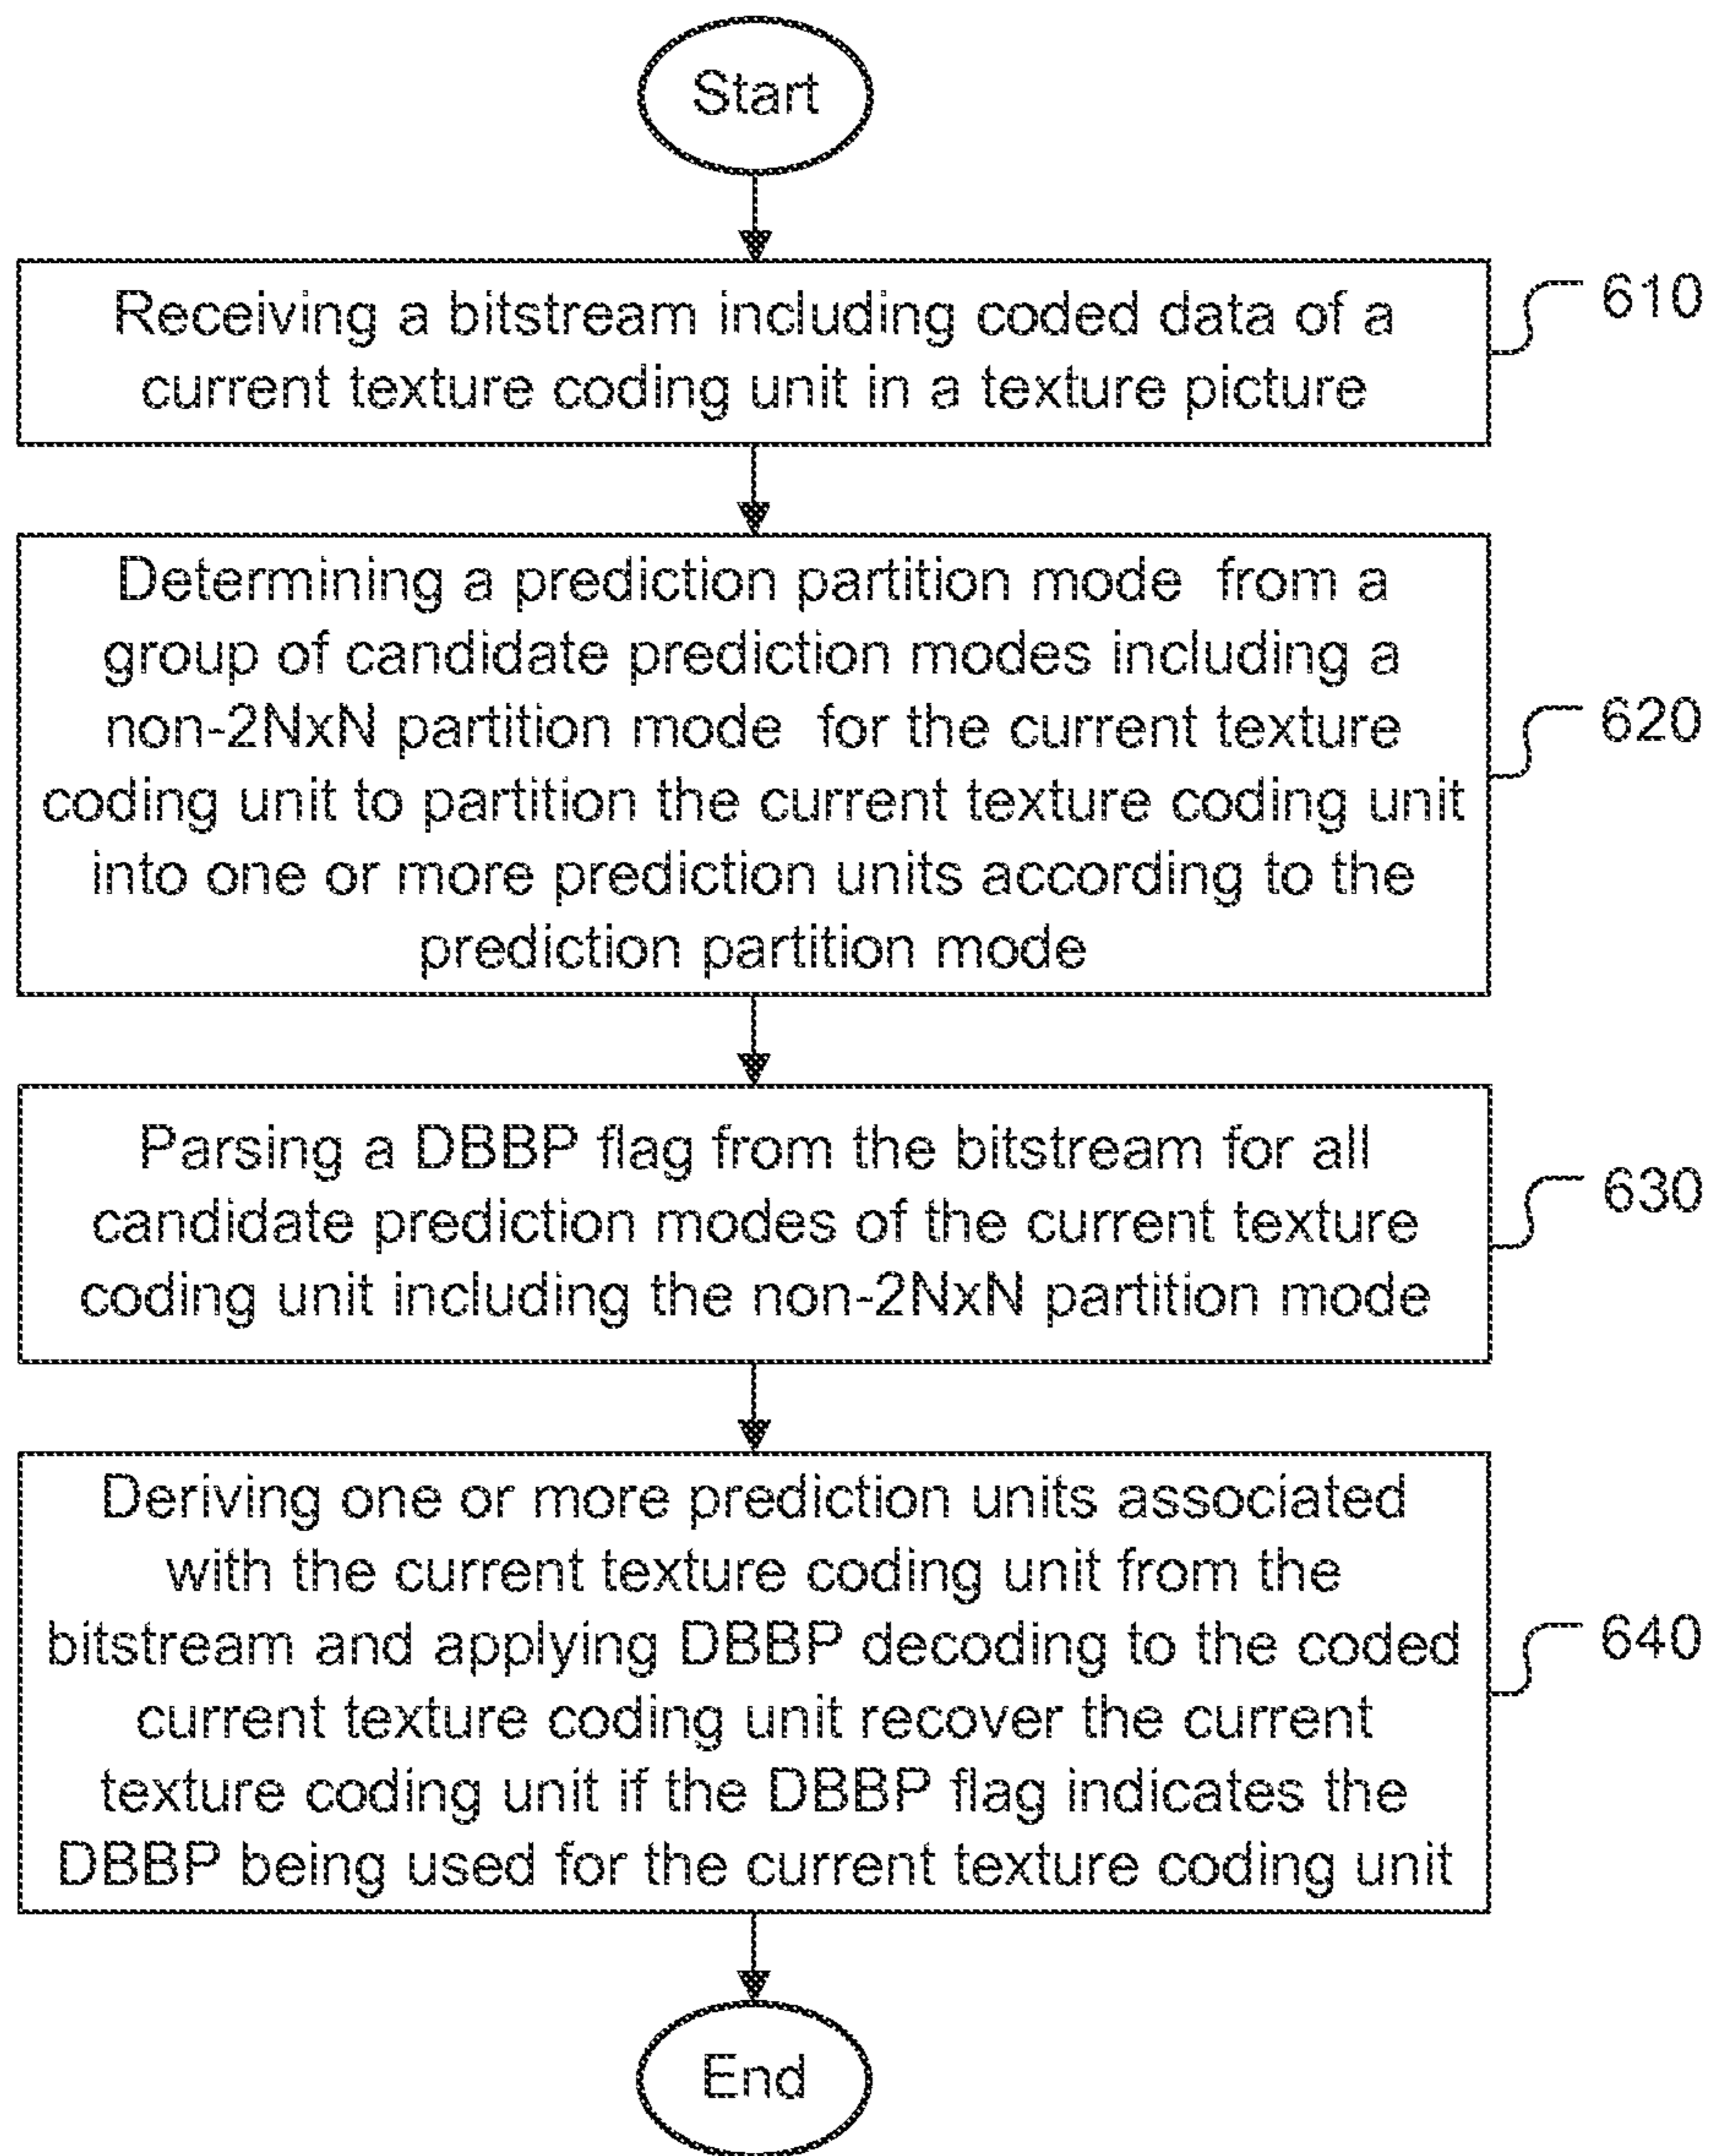 Start
Receiving a bitstream including coded data of a
current texture coding unit in a texture picture
610
Determining a prediction partition mode from a
group of candidate prediction modes including a
non-2NxN partition mode for the current texture
coding unit to partition the current texture coding unit
into one or more prediction units according to the
prediction partition mode
620
Parsing a DBBP flag from the bitstream for all
candidate prediction modes of the current texture
coding unit including the non-2NxN partition mode
630
Deriving one or more prediction units associated
with the current texture coding unit from the
bitstream and applying DBBP decoding to the coded
current texture coding unit recover the current
texture coding unit if the DBBP flag indicates the
DBBP being used for the current texture coding unit
640
End